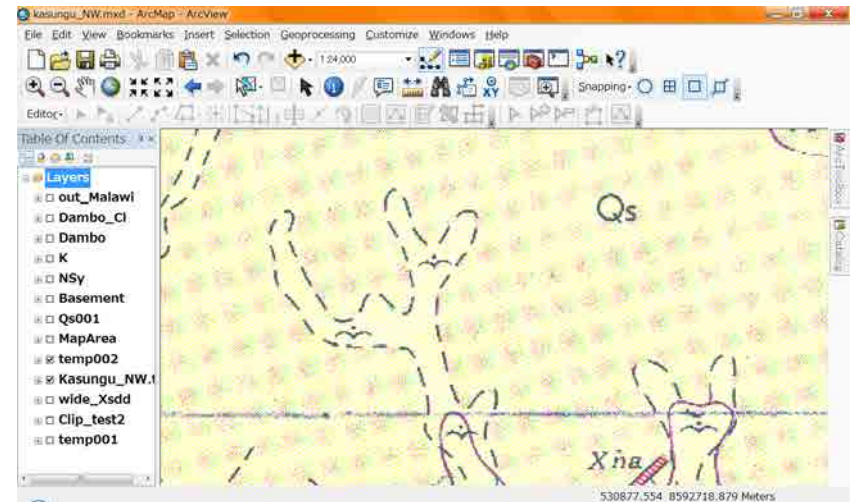 kasungu_NW.mxd - ArcMap - ArcView
File Edit View Bookmarks Insert Selection Geoprocessing Customize Windows Help
1:24,000
Snapping
Editor
Table Of Contents
Layers
out_Malawi
Dambo_Cl
Dambo
K
NSy
Basement
Qs001
MapArea
temp002
Kasungu_NW.t
wide_Xsdd
Clip_test2
temp001
ArcToolbox
Catalog
Qs
Xña
530877.554 8592718.879 Meters